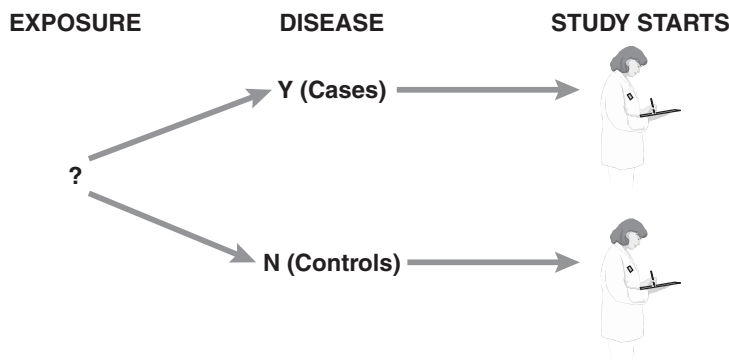 EXPOSURE DISEASE STUDY STARTS
Y (Cases)
?
N (Controls)